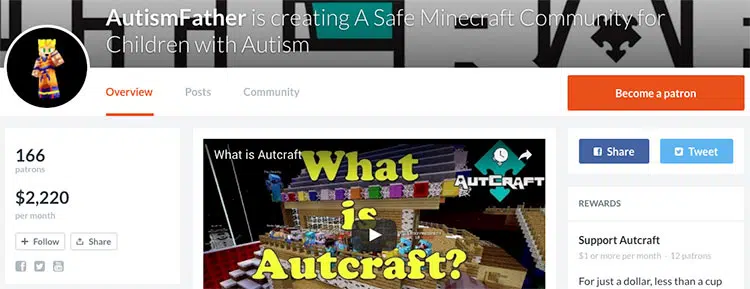 AutismFather is creating A Safe Minecraft Community for
Children with Autism
Overview
Posts
Community
Become a patron
166
patrons
$2,220
per month
+ Follow
Share
What is Autcraft
What
is
Autcraft?
AUTCRAFT
Share
Tweet
REWARDS
Support Autcraft
$1 or more per month · 12 patrons
For just a dollar, less than a cup